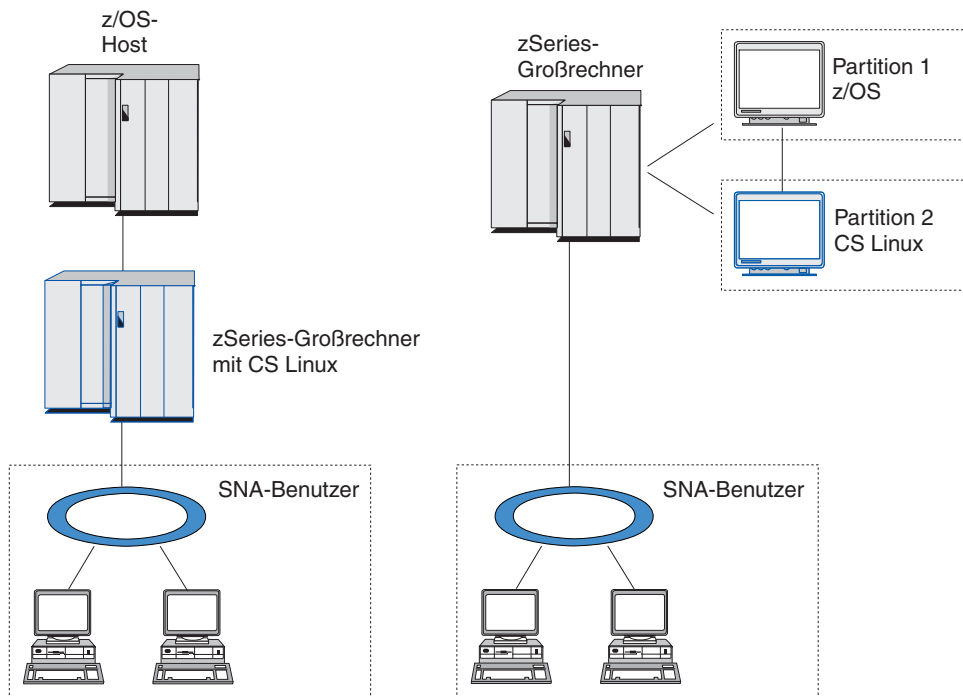 z/OS-
Host
zSeries-Großrechner
mit CS Linux
SNA-Benutzer
zSeries-
Großrechner
Partition 1
z/OS
Partition 2
CS Linux
SNA-Benutzer